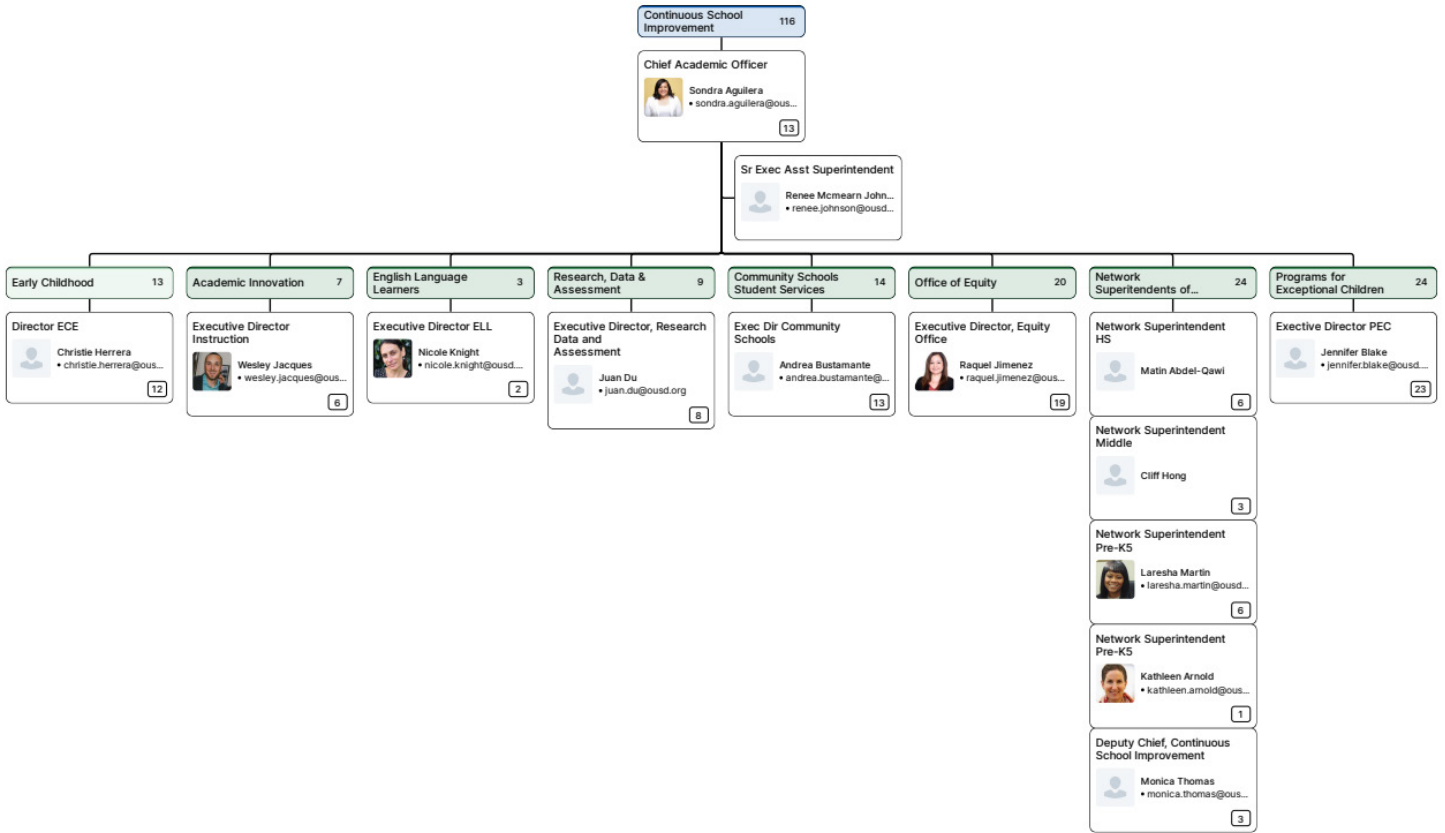 Continuous School
Improvement
116
Chief Academic Officer
Sondra Aguilera
• sondra.aguilera@ous...
13
Sr Exec Asst Superintendent
Renee Mcmearn John...
• renee.johnson@ousd...
Early Childhood
13
Director ECE
Christie Herrera
• christie.herrera@ous...
12
Academic Innovation
7
Executive Director
Instruction
Wesley Jacques
• wesley.jacques@ous...
6
English Language
Learners
3
Executive Director ELL
Nicole Knight
• nicole.knight@ousd....
2
Research, Data &
Assessment
9
Executive Director, Research
Data and
Assessment
Juan Du
• juan.du@ousd.org
8
Community Schools
Student Services
14
Exec Dir Community
Schools
Andrea Bustamante
• andrea.bustamante@...
13
Office of Equity
20
Executive Director, Equity
Office
Raquel Jimenez
• raquel.jimenez@ous...
19
Network
Superitendents of...
24
Network Superintendent
HS
Matin Abdel-Qawi
6
Network Superintendent
Middle
Cliff Hong
3
Network Superintendent
Pre-K5
Laresha Martin
• laresha.martin@ousd...
6
Network Superintendent
Pre-K5
Kathleen Arnold
• kathleen.arnold@ous...
1
Deputy Chief, Continuous
School Improvement
Monica Thomas
• monica.thomas@ous...
3
Programs for
Exceptional Children
24
Exective Director PEC
Jennifer Blake
• jennifer.blake@ousd....
23